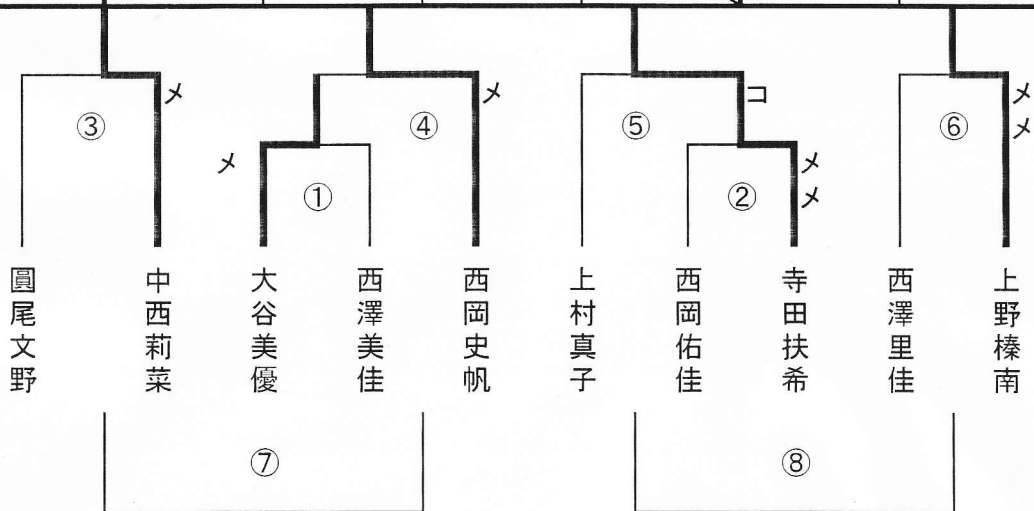 メ
メ
コ
メ
③
④
⑤
⑥
メ
メ
メ
①
②
メ
圓尾文野
中西莉菜
大谷美優
西澤美佳
西岡史帆
上村真子
西岡佑佳
寺田扶希
西澤里佳
上野榛南
⑦
⑧